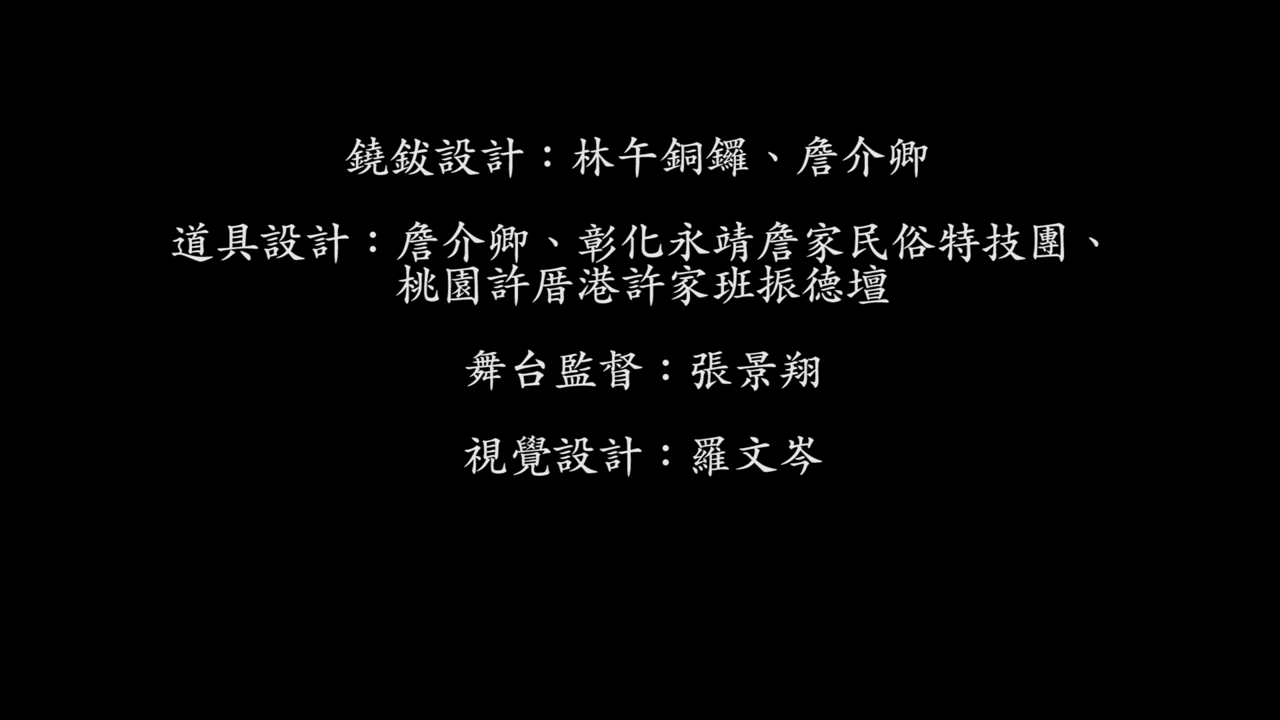 鐃鈸設計：林午銅鑼、詹介卿
道具設計：詹介卿、彰化永靖詹家民俗特技團、
桃園許厝港許家班振德壇
舞台監督：張景翔
視覺設計：羅文岑